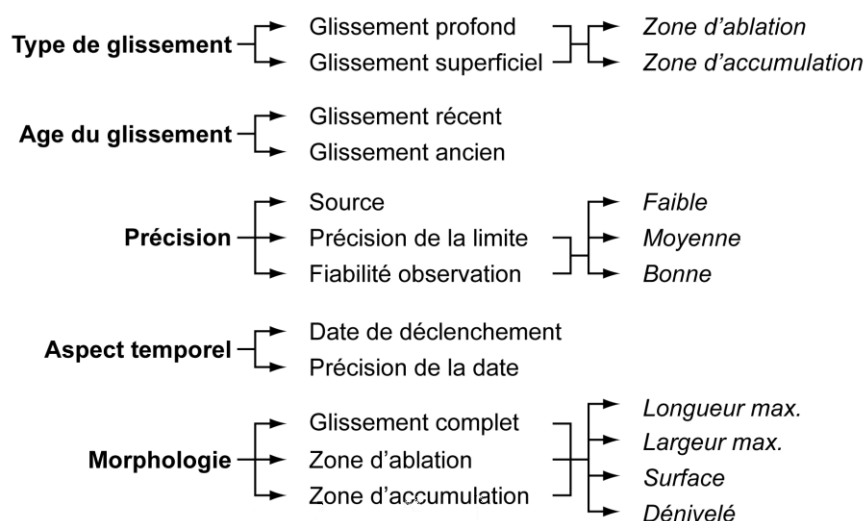 Type de glissement
Glissement profond
Glissement superficiel
Zone d'ablation
Zone d'accumulation
Age du glissement
Glissement récent
Glissement ancien
Précision
Source
Précision de la limite
Fiabilité observation
Faible
Moyenne
Bonne
Aspect temporel
Date de déclenchement
Précision de la date
Morphologie
Glissement complet
Zone d'ablation
Zone d'accumulation
Longueur max.
Largeur max.
Surface
Dénivelé